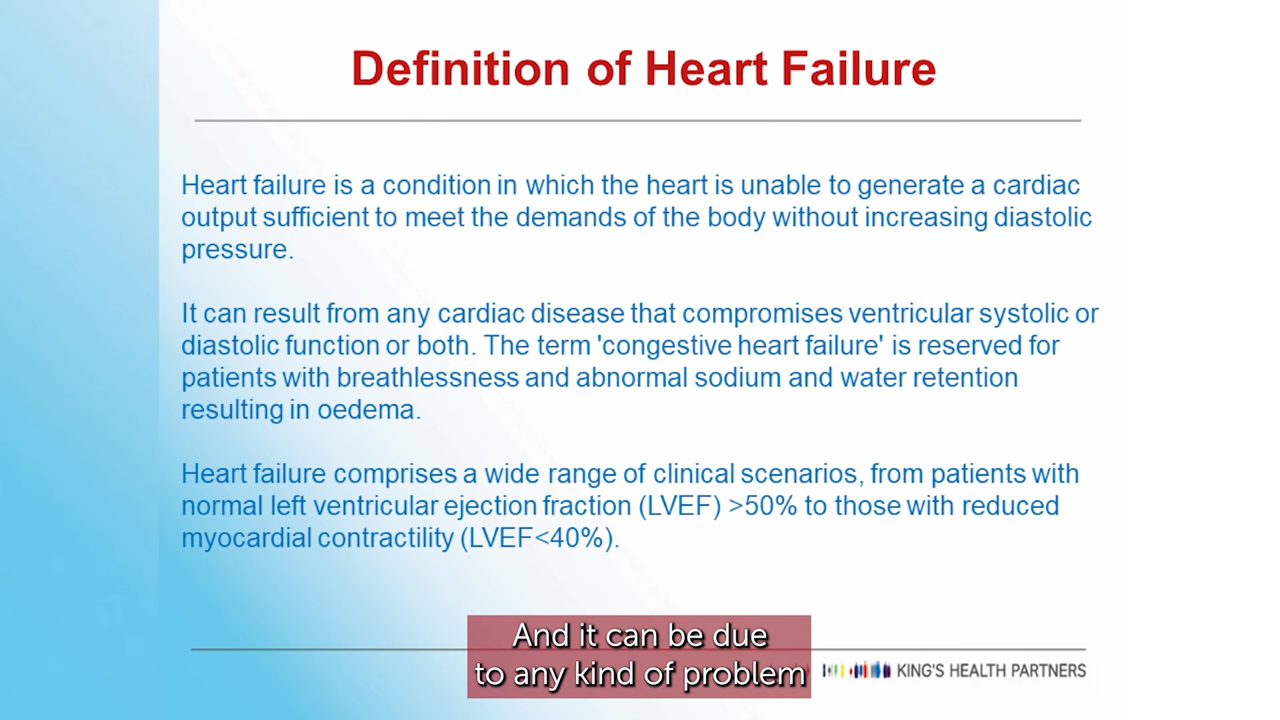 Definition of Heart Failure
Heart failure is a condition in which the heart is unable to generate a cardiac
output sufficient to meet the demands of the body without increasing diastolic
pressure.
It can result from any cardiac disease that compromises ventricular systolic or
diastolic function or both. The term 'congestive heart failure' is reserved for
patients with breathlessness and abnormal sodium and water retention
resulting in oedema.
Heart failure comprises a wide range of clinical scenarios, from patients with
normal left ventricular ejection fraction (LVEF) >50% to those with reduced
myocardial contractility (LVEF<40%).
And it can be due
to any kind of problem
KING'S HEALTH PARTNERS